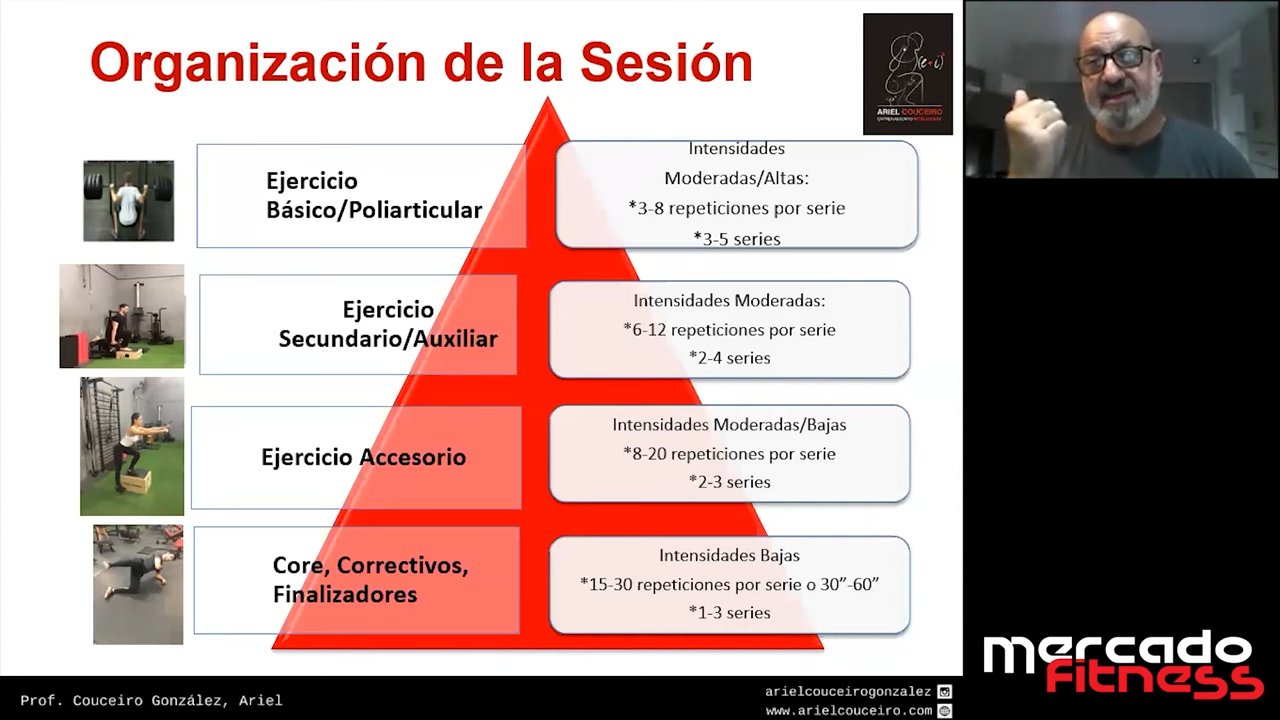 Organización de la Sesión
ARIEL COUCEIRO
Ejercicio
Básico/Poliarticular
Intensidades
Moderadas/Altas:
*3-8 repeticiones por serie
*3-5 series
Ejercicio
Secundario/Auxiliar
Intensidades Moderadas:
*6-12 repeticiones por serie
*2-4 series
Ejercicio Accesorio
Intensidades Moderadas/Bajas
*8-20 repeticiones por serie
*2-3 series
Core, Correctivos,
Finalizadores
Intensidades Bajas
*15-30 repeticiones por serie o 30”-60”
*1-3 series
mercado
fitness
Prof. Couceiro González, Ariel
arielcouceirogonzalez
www.arielcouceiro.com